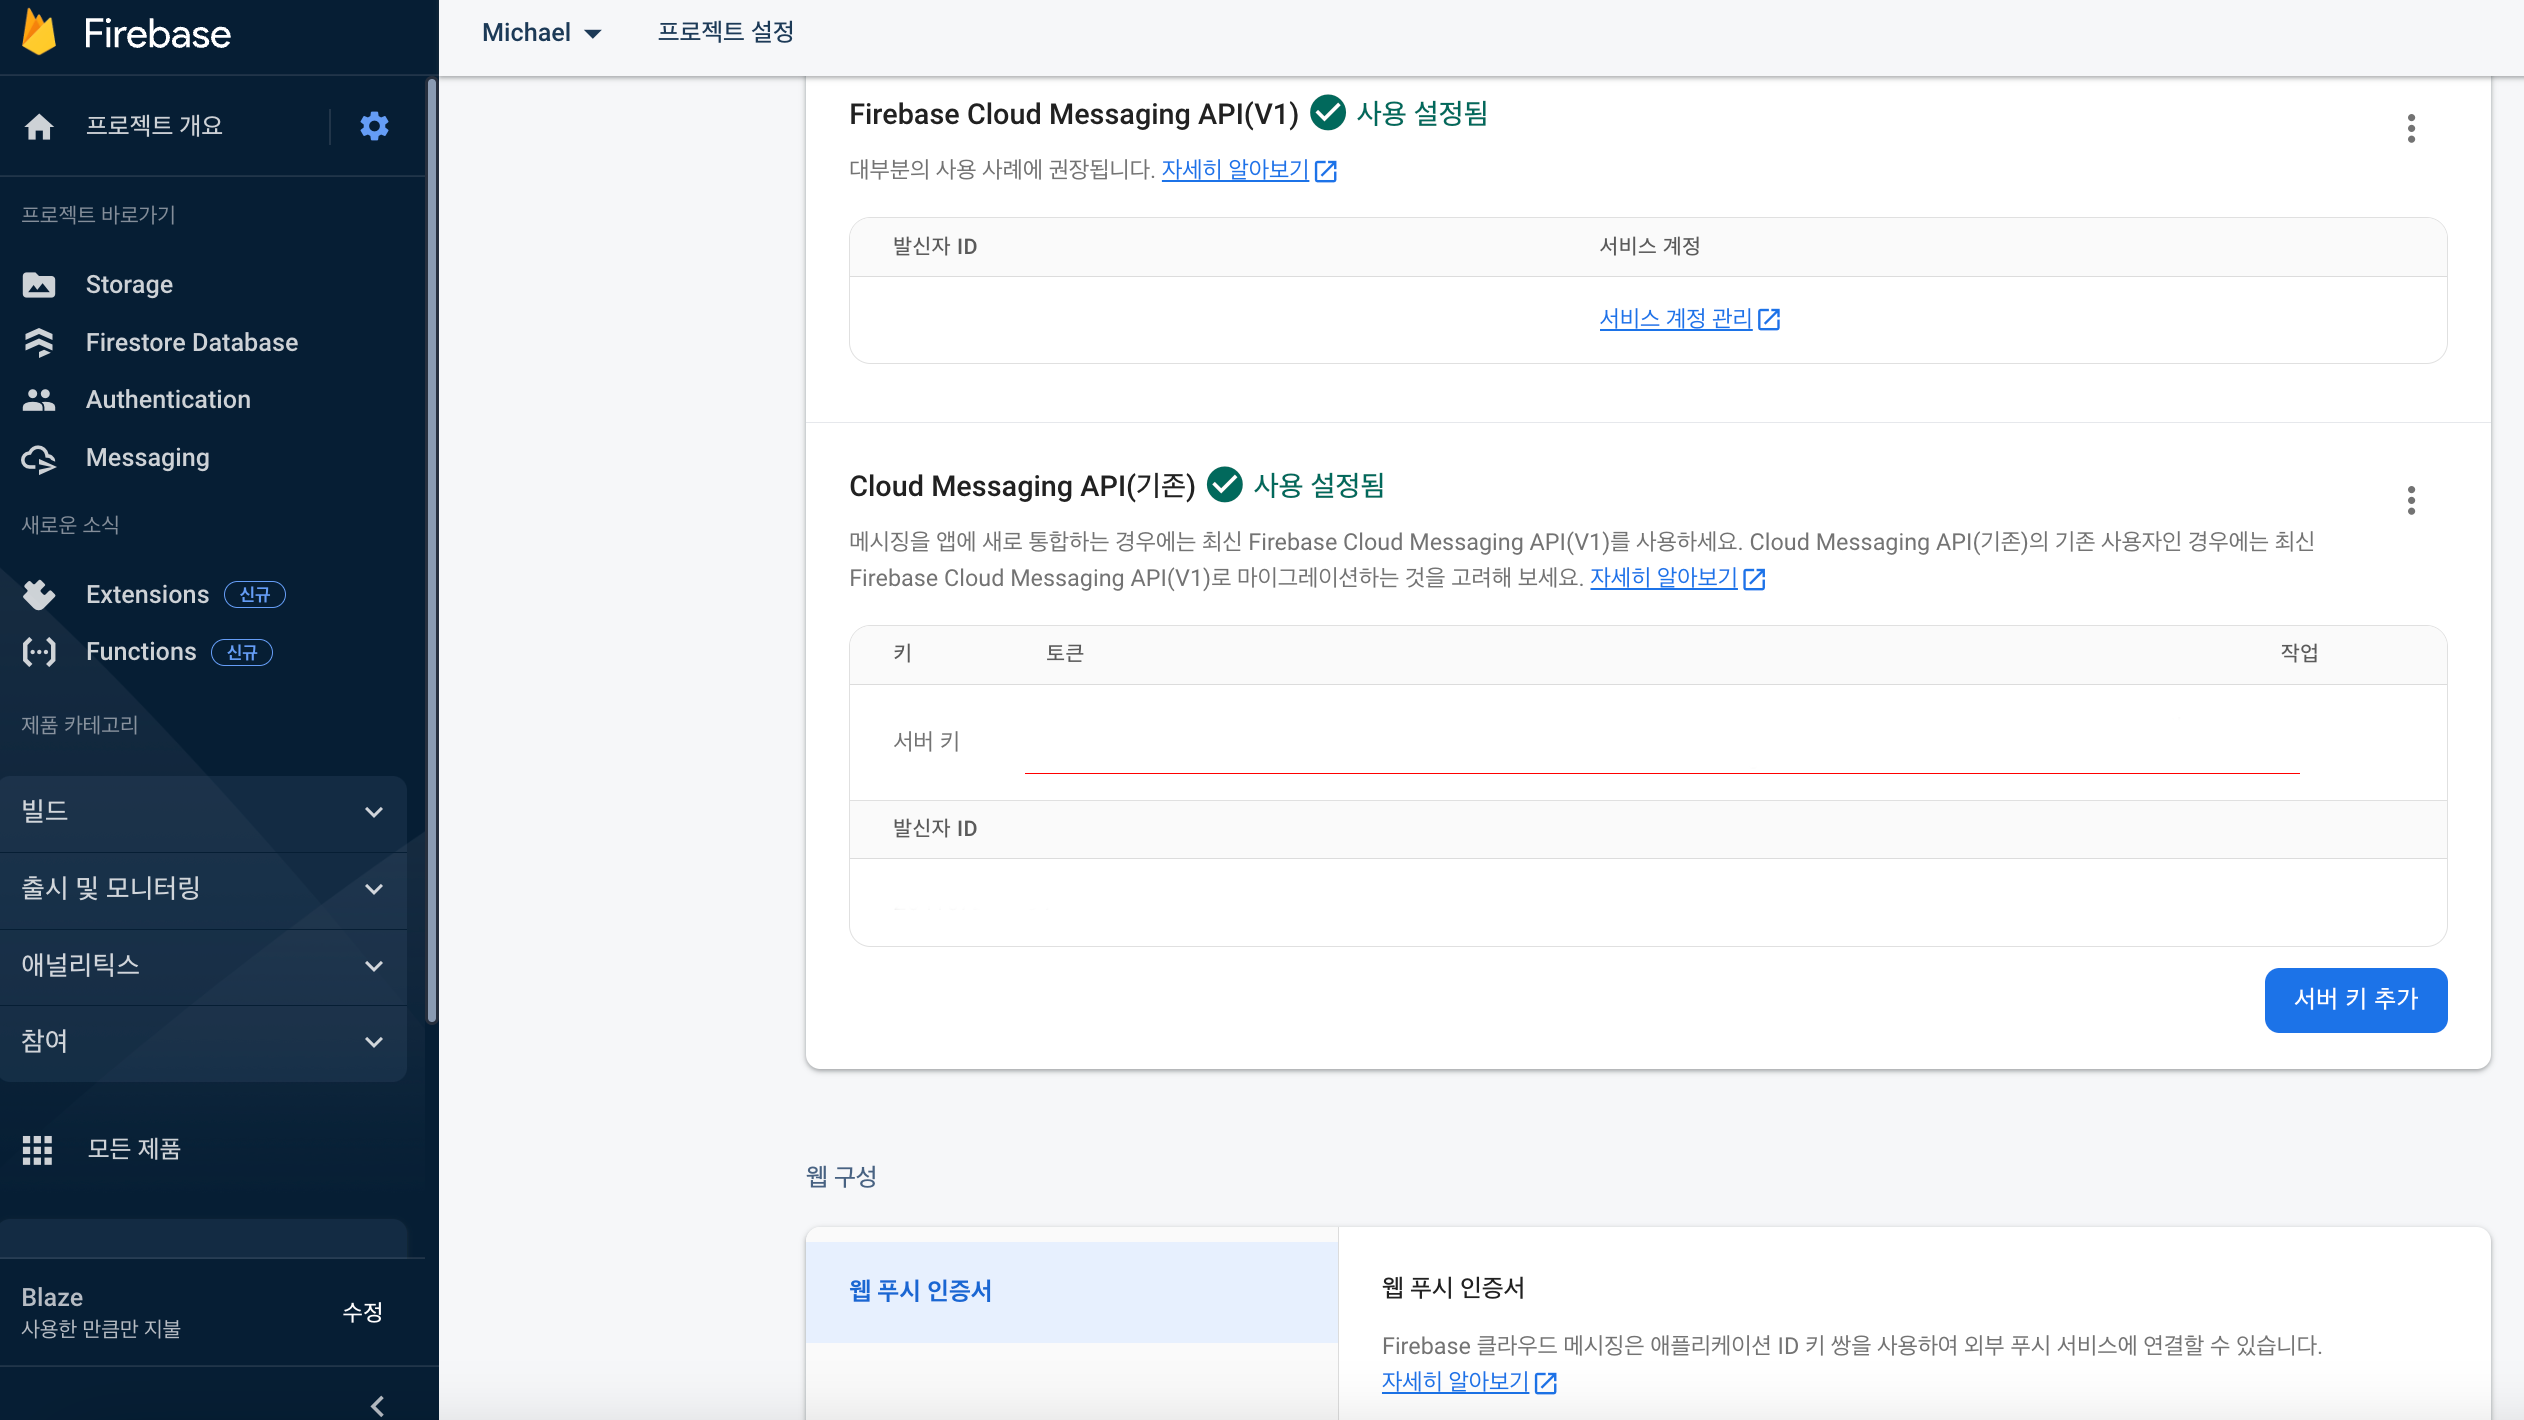 Firebase
Michael
프로젝트 설정
프로젝트 개요
프로젝트 바로가기
Storage
Firestore Database
Authentication
Messaging
새로운 소식
Extensions 신규
Functions 신규
제품 카테고리
빌드
출시 및 모니터링
애널리틱스
참여
모든 제품
Blaze
사용한 만큼만 지불
수정
Firebase Cloud Messaging API(V1) 사용 설정됨
대부분의 사용 사례에 권장됩니다. 자세히 알아보기
발신자 ID 서비스 계정
서비스 계정 관리
Cloud Messaging API(기존) 사용 설정됨
메시징을 앱에 새로 통합하는 경우에는 최신 Firebase Cloud Messaging API(V1)를 사용하세요. Cloud Messaging API(기존)의 기존 사용자인 경우에는 최신
Firebase Cloud Messaging API(V1)로 마이그레이션하는 것을 고려해 보세요. 자세히 알아보기
키 토큰 작업
서버 키
발신자 ID
서버 키 추가
웹 구성
웹 푸시 인증서
웹 푸시 인증서
Firebase 클라우드 메시징은 애플리케이션 ID 키 쌍을 사용하여 외부 푸시 서비스에 연결할 수 있습니다.
자세히 알아보기